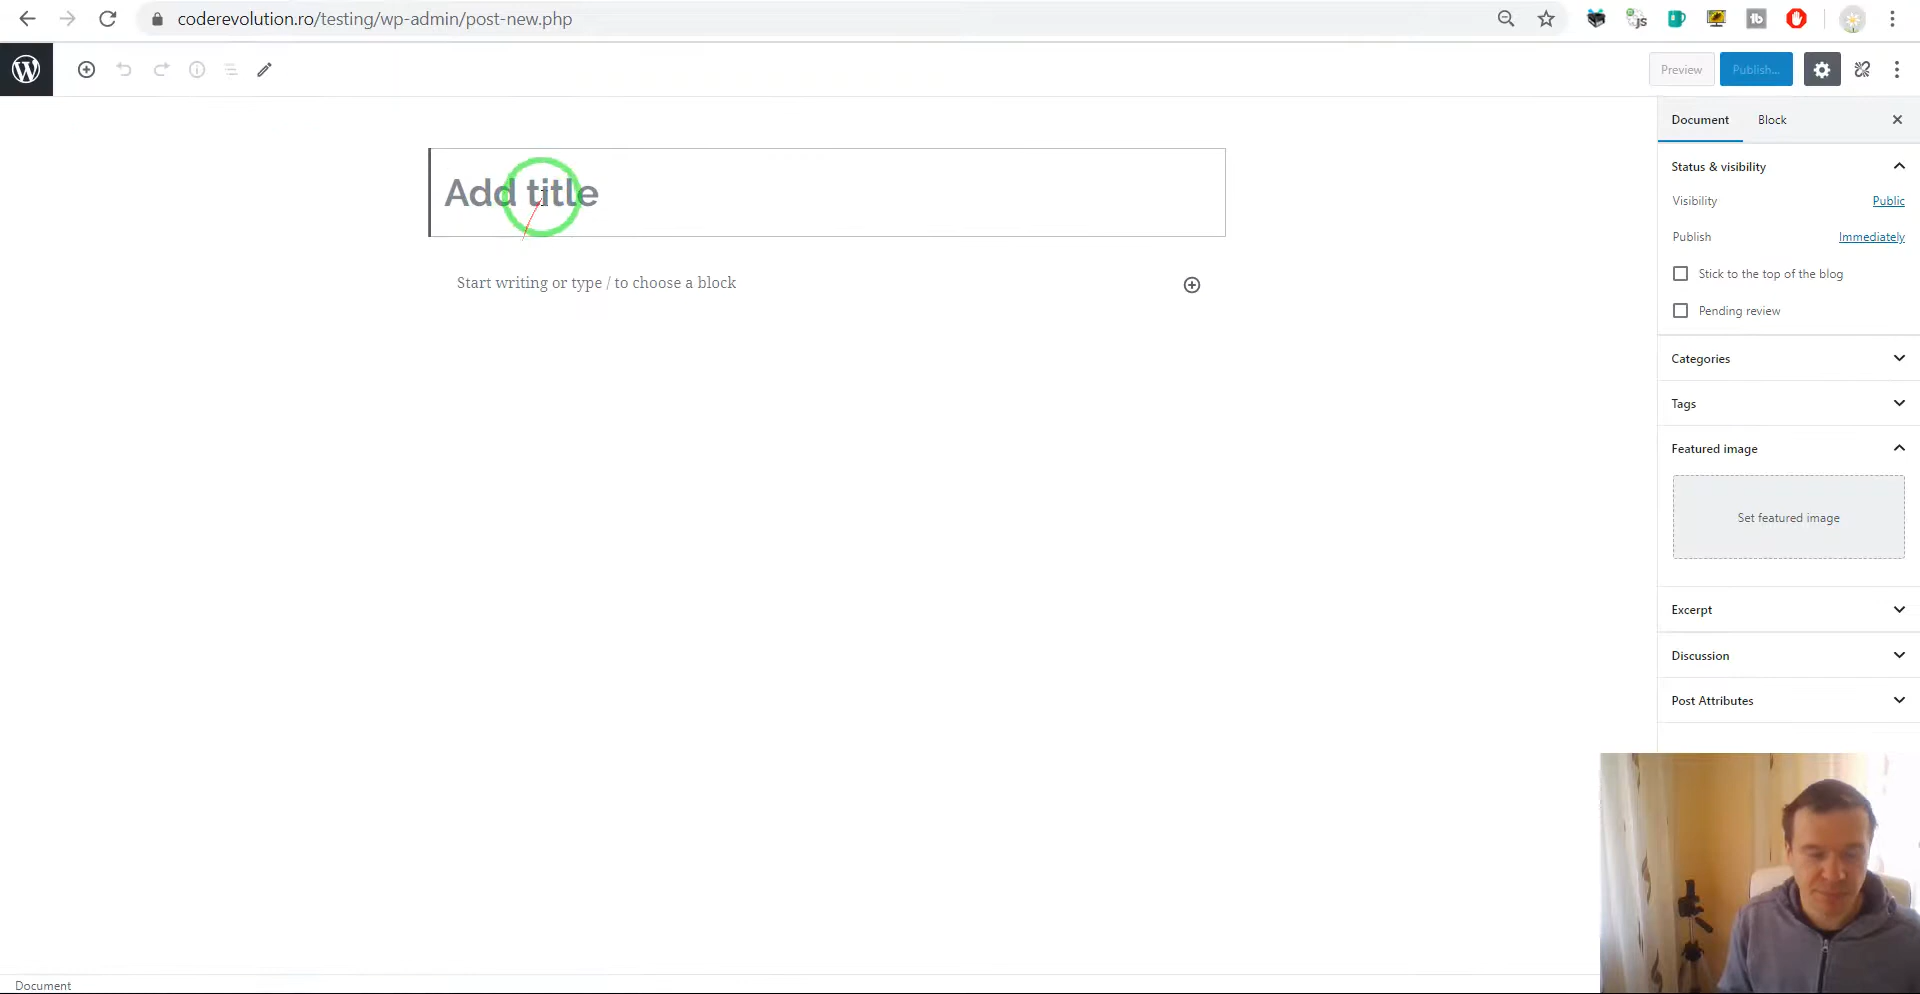 coderevolution.ro/testing/wp-admin/post-new.php
Preview
Publish...
Document
Block
Add title
Start writing or type / to choose a block
Status & visibility
Visibility
Public
Publish
Immediately
Stick to the top of the blog
Pending review
Categories
Tags
Featured image
Set featured image
Excerpt
Discussion
Post Attributes
Document